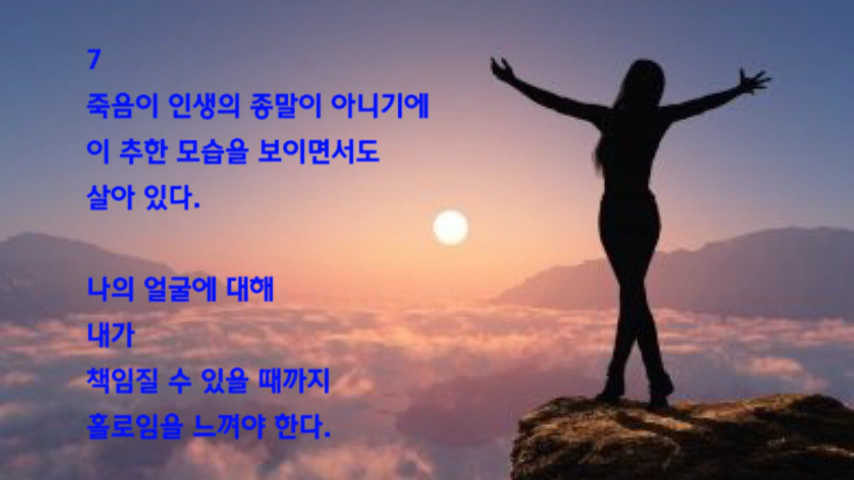 7
죽음이 인생의 종말이 아니기에
이 추한 모습을 보이면서도
살아 있다.
나의 얼굴에 대해
내가
책임질 수 있을 때까지
홀로임을 느껴야 한다.